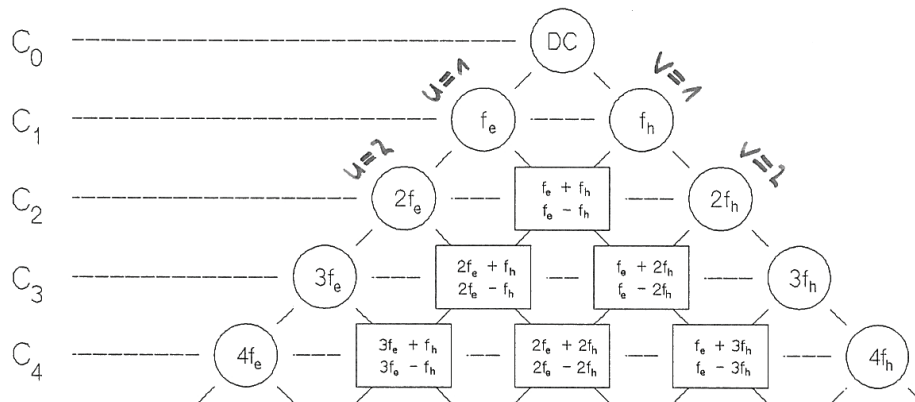 C₀ DC
u=1 v=1
C₁ fₑ fₕ
u=2 v=2
C₂ 2fₑ fₑ + fₕ 2fₕ
fₑ − fₕ
C₃ 3fₑ 2fₑ + fₕ fₑ + 2fₕ 3fₕ
2fₑ − fₕ fₑ − 2fₕ
C₄ 4fₑ 3fₑ + fₕ 2fₑ + 2fₕ fₑ + 3fₕ 4fₕ
3fₑ − fₕ 2fₑ − 2fₕ fₑ − 3fₕ